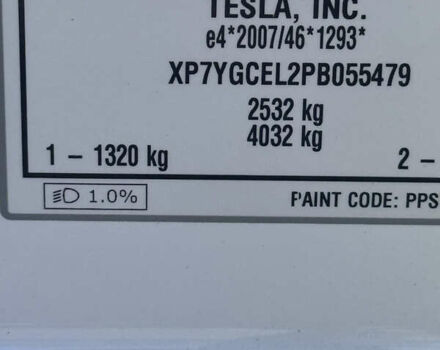 TESLA, INC.
e4*2007/46*1293*
XP7YGCEL2PB055479
2532 kg
4032 kg
1 – 1320 kg 2 –
1.0% PAINT CODE: PPS